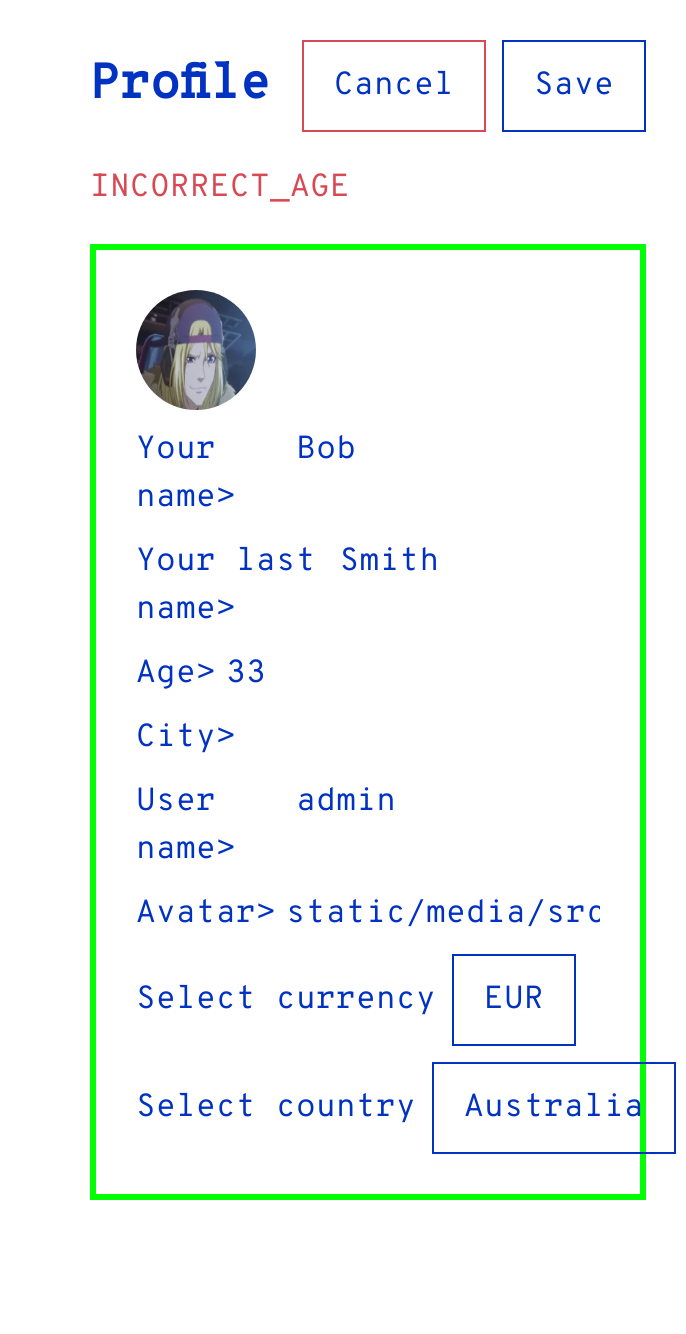 Profile Cancel Save
INCORRECT_AGE
Your Bob
name>
Your last Smith
name>
Age> 33
City>
User admin
name>
Avatar> static/media/src
Select currency EUR
Select country Australia